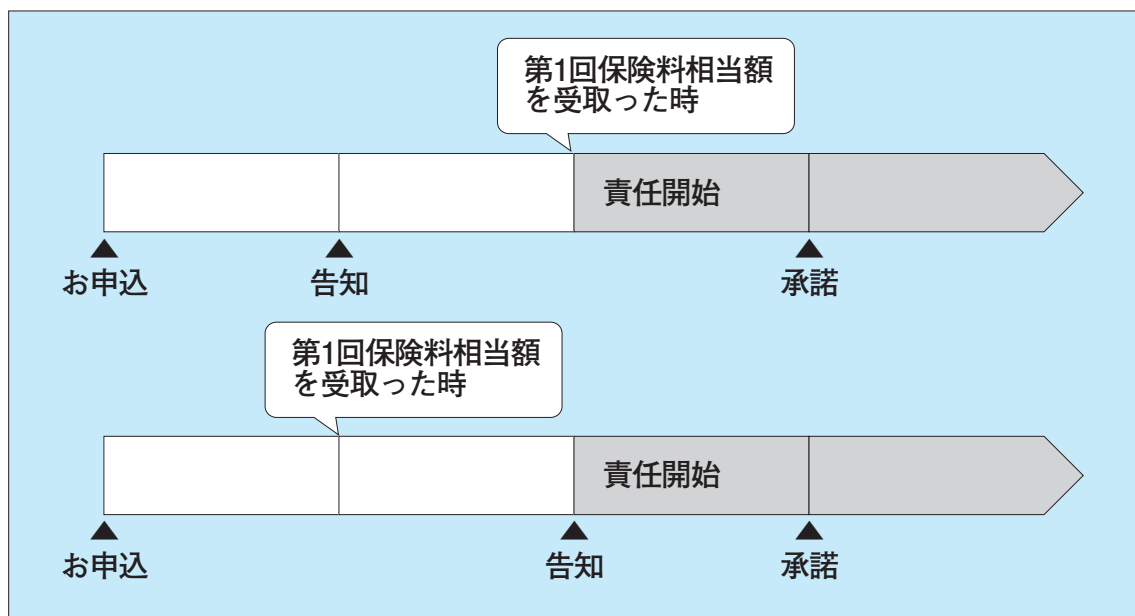 第1回保険料相当額
を受取った時
責任開始
お申込
告知
承諾
第1回保険料相当額
を受取った時
責任開始
お申込
告知
承諾